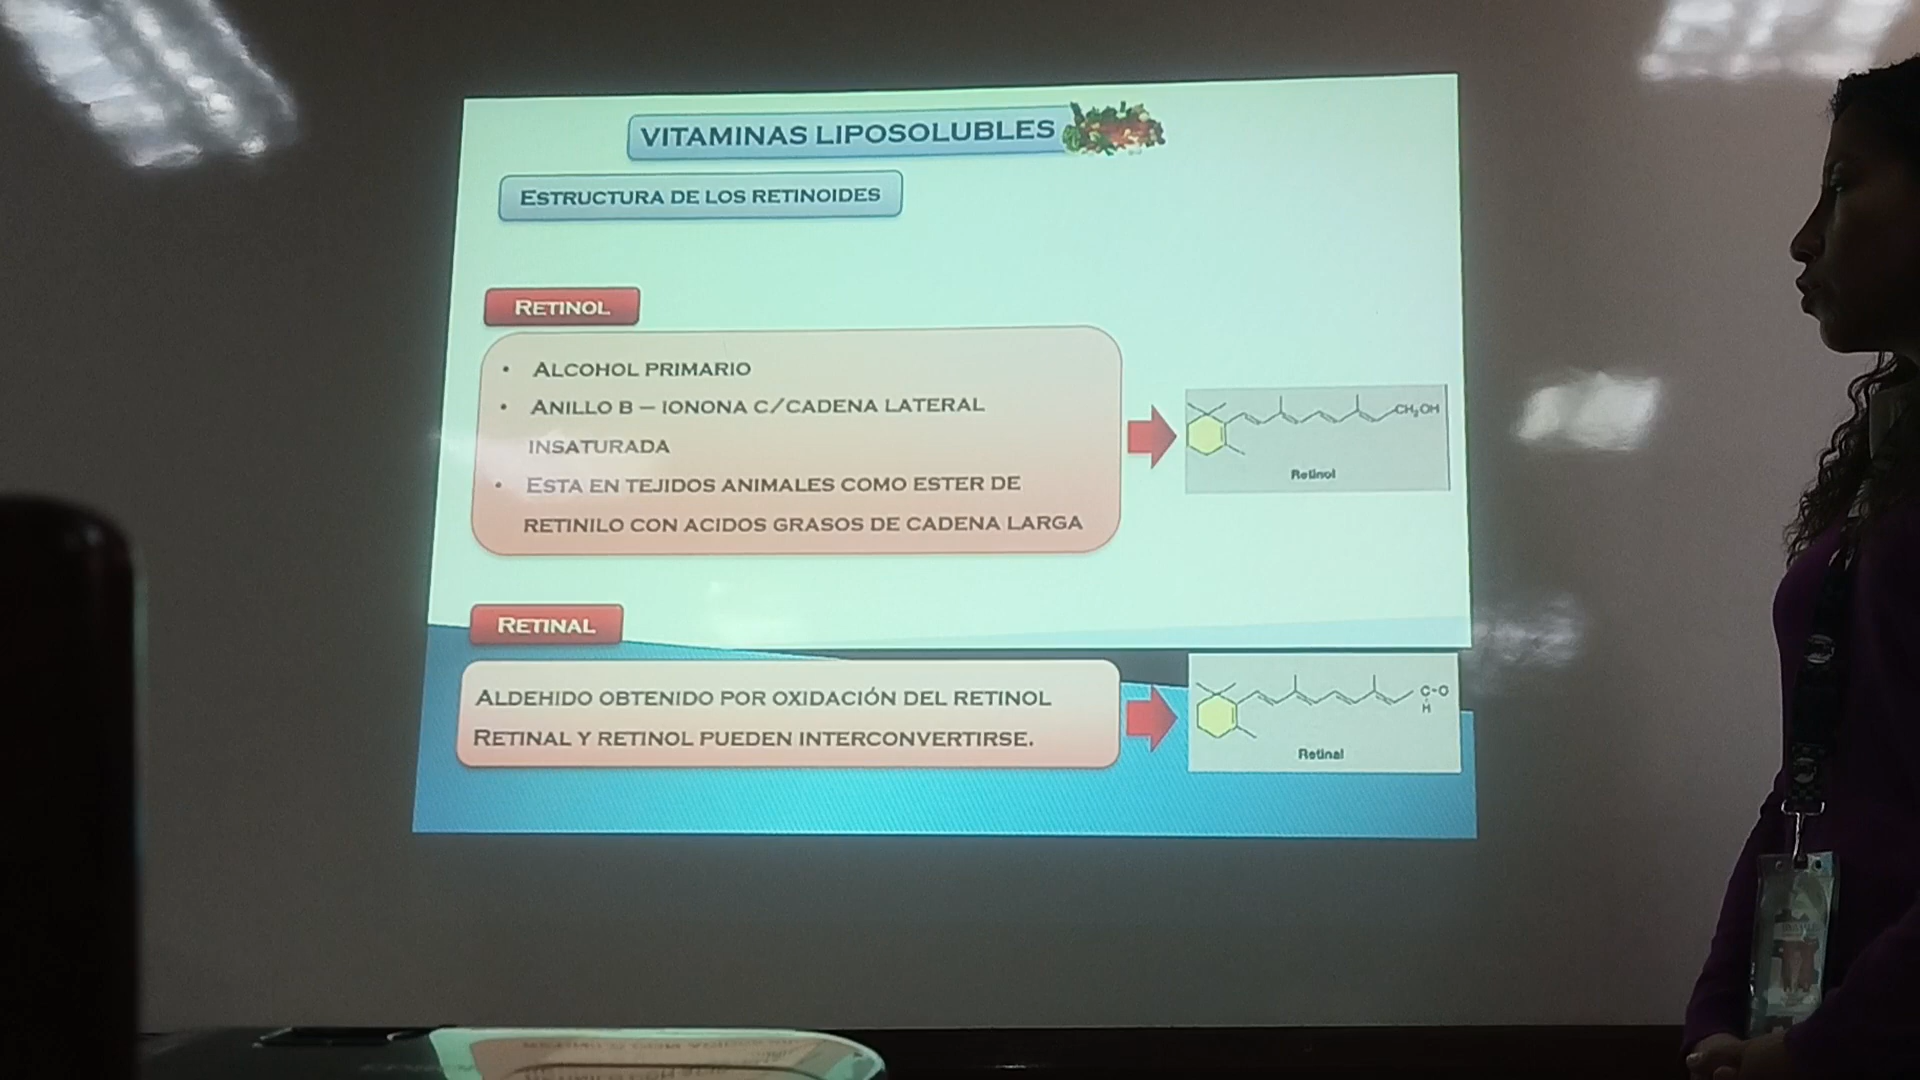 VITAMINAS LIPOSOLUBLES
ESTRUCTURA DE LOS RETINOIDES
RETINOL
• ALCOHOL PRIMARIO
• ANILLO B – IONONA C/CADENA LATERAL
INSATURADA
• ESTA EN TEJIDOS ANIMALES COMO ESTER DE
RETINILO CON ACIDOS GRASOS DE CADENA LARGA
CH₂OH
Retinol
RETINAL
ALDEHIDO OBTENIDO POR OXIDACIÓN DEL RETINOL
RETINAL Y RETINOL PUEDEN INTERCONVERTIRSE.
C-O
H
Retinal